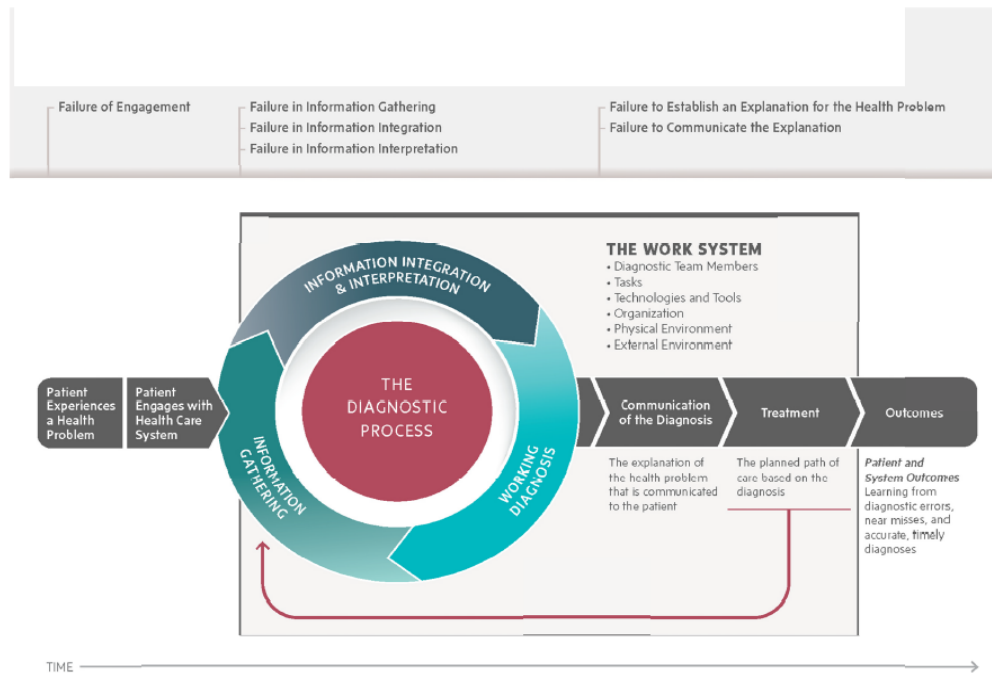 Failure of Engagement
Failure in Information Gathering
Failure in Information Integration
Failure in Information Interpretation
Failure to Establish an Explanation for the Health Problem
Failure to Communicate the Explanation
THE WORK SYSTEM
• Diagnostic Team Members
• Tasks
• Technologies and Tools
• Organization
• Physical Environment
• External Environment
INFORMATION INTEGRATION
& INTERPRETATION
THE
DIAGNOSTIC
PROCESS
INFORMATION
GATHERING
WORKING
DIAGNOSIS
Patient
Experiences
a Health
Problem
Patient
Engages with
Health Care
System
Communication
of the Diagnosis
Treatment
Outcomes
The explanation of
the health problem
that is communicated
to the patient
The planned path of
care based on the
diagnosis
Patient and
System Outcomes
Learning from
diagnostic errors,
near misses, and
accurate, timely
diagnoses
TIME